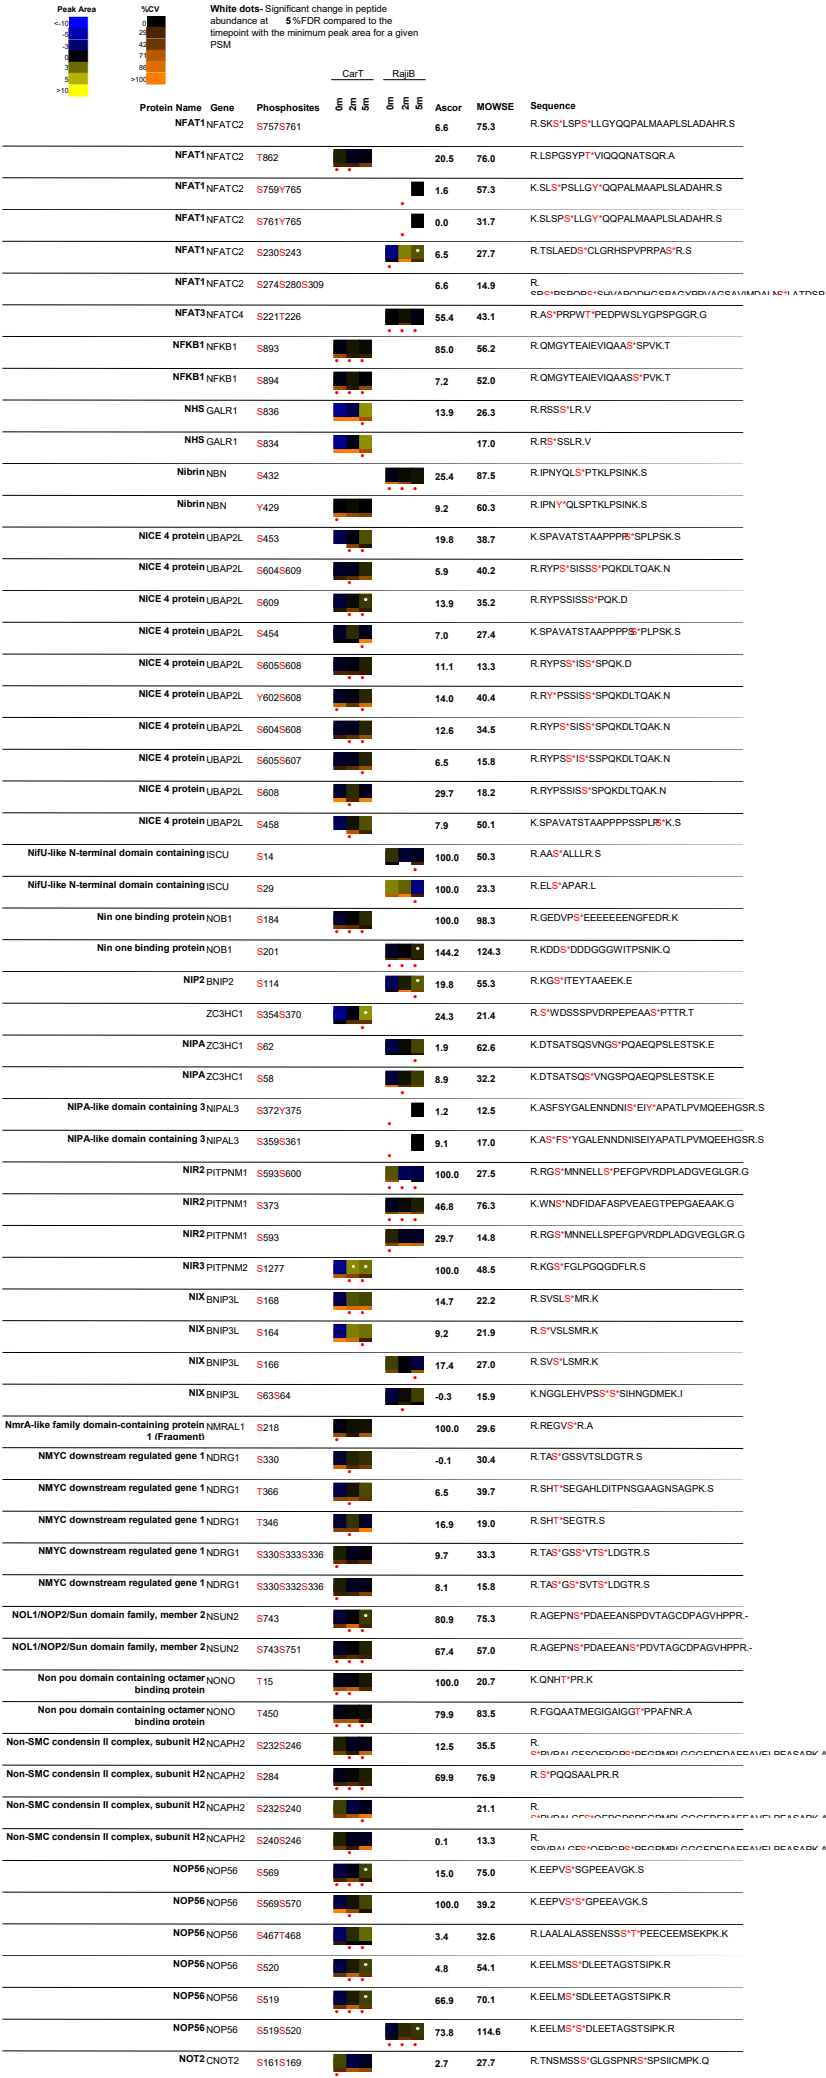 Peak Area
%CV
White dots- Significant change in peptide
abundance at 5 %FDR compared to the
timepoint with the minimum peak area for a given
PSM
<-10
-5
-3
0
3
5
>10
0
29
42
71
86
>100
CarT RajiB
Protein Name Gene Phosphosites 0m 2m 5m 0m 2m 5m Ascor MOWSE Sequence
NFAT1 NFATC2 S757S761 6.6 75.3 R.SKS*LSPS*LLGYQQPALMAAPLSLADAHR.S
NFAT1 NFATC2 T862 20.5 76.0 R.LSPGSYPT*VIQQQNATSQR.A
NFAT1 NFATC2 S759Y765 1.6 57.3 K.SLS*PSLLGY*QQPALMAAPLSLADAHR.S
NFAT1 NFATC2 S761Y765 0.0 31.7 K.SLSPS*LLGY*QQPALMAAPLSLADAHR.S
NFAT1 NFATC2 S230S243 6.5 27.7 R.TSLAEDS*CLGRHSPVPRPAS*R.S
NFAT1 NFATC2 S274S280S309 6.6 14.9 R.
NFAT3 NFATC4 S221T226 55.4 43.1 R.AS*PRPWT*PEDPWSLYGPSPGGR.G
NFKB1 NFKB1 S893 85.0 56.2 R.QMGYTEAIEVIQAAS*SPVK.T
NFKB1 NFKB1 S894 7.2 52.0 R.QMGYTEAIEVIQAASS*PVK.T
NHS GALR1 S836 13.9 26.3 R.RSSS*LR.V
NHS GALR1 S834 17.0 R.RS*SSLR.V
Nibrin NBN S432 25.4 87.5 R.IPNYQLS*PTKLPSINK.S
Nibrin NBN Y429 9.2 60.3 R.IPNY*QLSPTKLPSINK.S
NICE 4 protein UBAP2L S453 19.8 38.7 K.SPAVATSTAAPPPPS*SPLPSK.S
NICE 4 protein UBAP2L S604S609 5.9 40.2 R.RYPS*SISSS*PQKDLTQAK.N
NICE 4 protein UBAP2L S609 13.9 35.2 R.RYPSSISSS*PQK.D
NICE 4 protein UBAP2L S454 7.0 27.4 K.SPAVATSTAAPPPPSS*PLPSK.S
NICE 4 protein UBAP2L S605S608 11.1 13.3 R.RYPSS*ISS*SPQK.D
NICE 4 protein UBAP2L Y602S608 14.0 40.4 R.RY*PSSISS*SPQKDLTQAK.N
NICE 4 protein UBAP2L S604S608 12.6 34.5 R.RYPS*SISS*SPQKDLTQAK.N
NICE 4 protein UBAP2L S605S607 6.5 15.8 R.RYPSS*IS*SSPQKDLTQAK.N
NICE 4 protein UBAP2L S608 29.7 18.2 R.RYPSSISS*SPQKDLTQAK.N
NICE 4 protein UBAP2L S458 7.9 50.1 K.SPAVATSTAAPPPPSSPLPS*K.S
NifU-like N-terminal domain containing ISCU S14 100.0 50.3 R.AAS*ALLLR.S
NifU-like N-terminal domain containing ISCU S29 100.0 23.3 R.ELS*APAR.L
Nin one binding protein NOB1 S184 100.0 98.3 R.GEDVPS*EEEEEEENGFEDR.K
Nin one binding protein NOB1 S201 144.2 124.3 R.KDDS*DDDGGGWITPSNIK.Q
NIP2 BNIP2 S114 19.8 55.3 R.KGS*ITEYTAAEEK.E
ZC3HC1 S354S370 24.3 21.4 R.S*WDSSSPVDRPEPEAAS*PTTR.T
NIPA ZC3HC1 S62 1.9 62.6 K.DTSATSQSVNGS*PQAEQPSLESTSK.E
NIPA ZC3HC1 S58 8.9 32.2 K.DTSATSQS*VNGSPQAEQPSLESTSK.E
NIPA-like domain containing 3 NIPAL3 S372Y375 1.2 12.5 K.ASFSYGALENNDNIS*EIY*APATLPVMQEEHGSR.S
NIPA-like domain containing 3 NIPAL3 S359S361 9.1 17.0 K.AS*FS*YGALENNDNISEIYAPATLPVMQEEHGSR.S
NIR2 PITPNM1 S593S600 100.0 27.5 R.RGS*MNNELLS*PEFGPVRDPLADGVEGLGR.G
NIR2 PITPNM1 S373 46.8 76.3 K.WNS*NDFIDAFASPVEAEGTPEPGAEAAK.G
NIR2 PITPNM1 S593 29.7 14.8 R.RGS*MNNELLSPEFGPVRDPLADGVEGLGR.G
NIR3 PITPNM2 S1277 100.0 48.5 R.KGS*FGLPGQGDFLR.S
NIX BNIP3L S168 14.7 22.2 R.SVSLS*MR.K
NIX BNIP3L S164 9.2 21.9 R.S*VSLSMR.K
NIX BNIP3L S166 17.4 27.0 R.SVS*LSMR.K
NIX BNIP3L S63S64 -0.3 15.9 K.NGGLEHVPSS*S*SIHNGDMEK.I
NmrA-like family domain-containing protein NMRAL1 S218 100.0 29.6 R.REGVS*R.A
1 (Fragment)
NMYC downstream regulated gene 1 NDRG1 S330 -0.1 30.4 R.TAS*GSSVTSLDGTR.S
NMYC downstream regulated gene 1 NDRG1 T366 6.5 39.7 R.SHT*SEGAHLDITPNSGAAGNSAGPK.S
NMYC downstream regulated gene 1 NDRG1 T346 16.9 19.0 R.SHT*SEGTR.S
NMYC downstream regulated gene 1 NDRG1 S330S333S336 9.7 33.3 R.TAS*GSS*VTS*LDGTR.S
NMYC downstream regulated gene 1 NDRG1 S330S332S336 8.1 15.8 R.TAS*GS*SVTS*LDGTR.S
NOL1/NOP2/Sun domain family, member 2 NSUN2 S743 80.9 75.3 R.AGEPNS*PDAEEANSPDVTAGCDPAGVHPPR.-
NOL1/NOP2/Sun domain family, member 2 NSUN2 S743S751 67.4 57.0 R.AGEPNS*PDAEEANS*PDVTAGCDPAGVHPPR.-
Non pou domain containing octamer NONO T15 100.0 20.7 K.QNHT*PR.K
binding protein
Non pou domain containing octamer NONO T450 79.9 83.5 R.FGQAATMEGIGAIGGT*PPAFNR.A
binding protein
Non-SMC condensin II complex, subunit H2 NCAPH2 S232S246 12.5 35.5 R.
Non-SMC condensin II complex, subunit H2 NCAPH2 S284 69.9 76.9 R.S*PQQSAALPR.R
Non-SMC condensin II complex, subunit H2 NCAPH2 S232S240 21.1 R.
Non-SMC condensin II complex, subunit H2 NCAPH2 S240S246 0.1 13.3 R.
NOP56 NOP56 S569 15.0 75.0 K.EEPVS*SGPEEAVGK.S
NOP56 NOP56 S569S570 100.0 39.2 K.EEPVS*S*GPEEAVGK.S
NOP56 NOP56 S467T468 3.4 32.6 R.LAALALASSENSSS*T*PEECEEMSEKPK.K
NOP56 NOP56 S520 4.8 54.1 K.EELMSS*DLEETAGSTSIPK.R
NOP56 NOP56 S519 66.9 70.1 K.EELMS*SDLEETAGSTSIPK.R
NOP56 NOP56 S519S520 73.8 114.6 K.EELMS*S*DLEETAGSTSIPK.R
NOT2 CNOT2 S161S169 2.7 27.7 R.TNSMSSS*GLGSPNRS*SPSIICMPK.Q